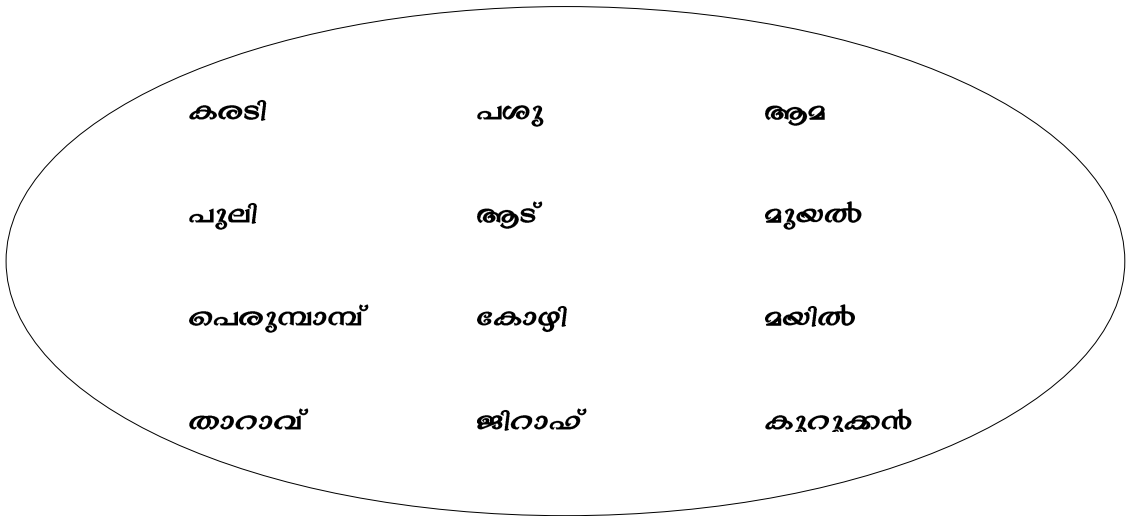 കരടി പശു ആമ
പുലി ആട് മുയൽ
പെരുമ്പാമ്പ് കോഴി മയിൽ
താറാവ് ജിറാഫ് കുറുക്കൻ